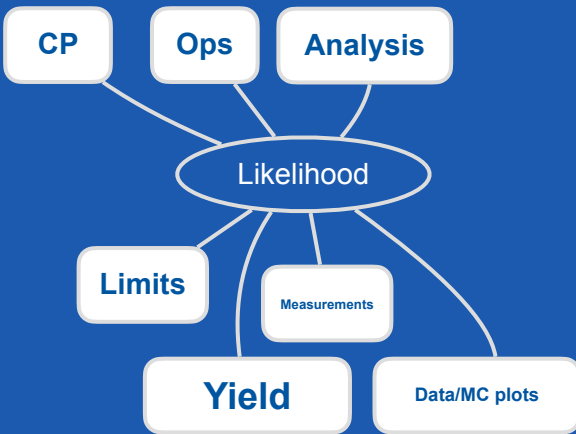 CP
Ops
Analysis
Likelihood
Limits
Measurements
Yield
Data/MC plots